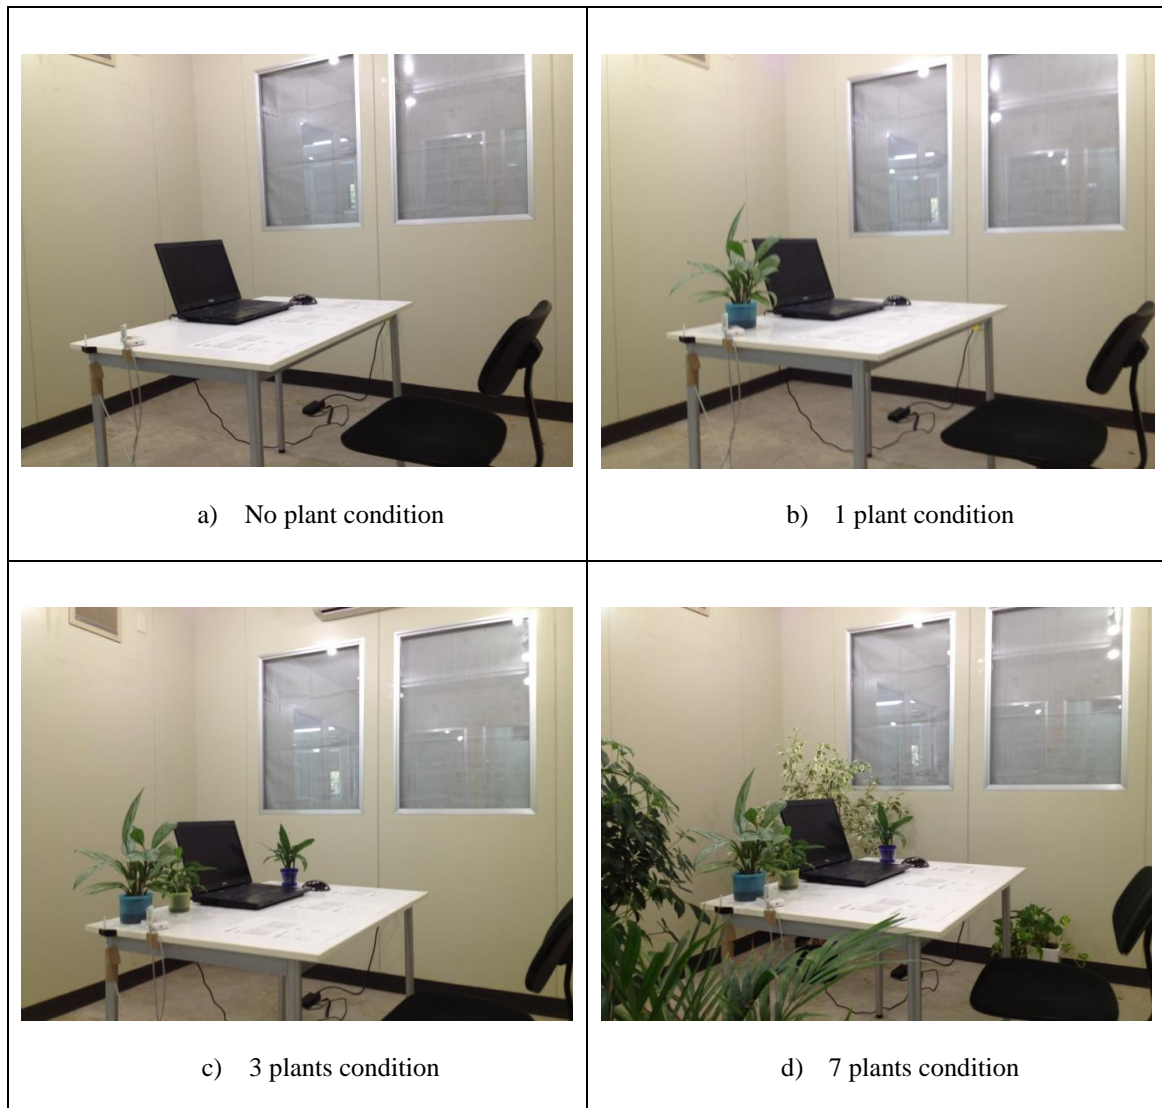 a) No plant condition
b) 1 plant condition
c) 3 plants condition
d) 7 plants condition